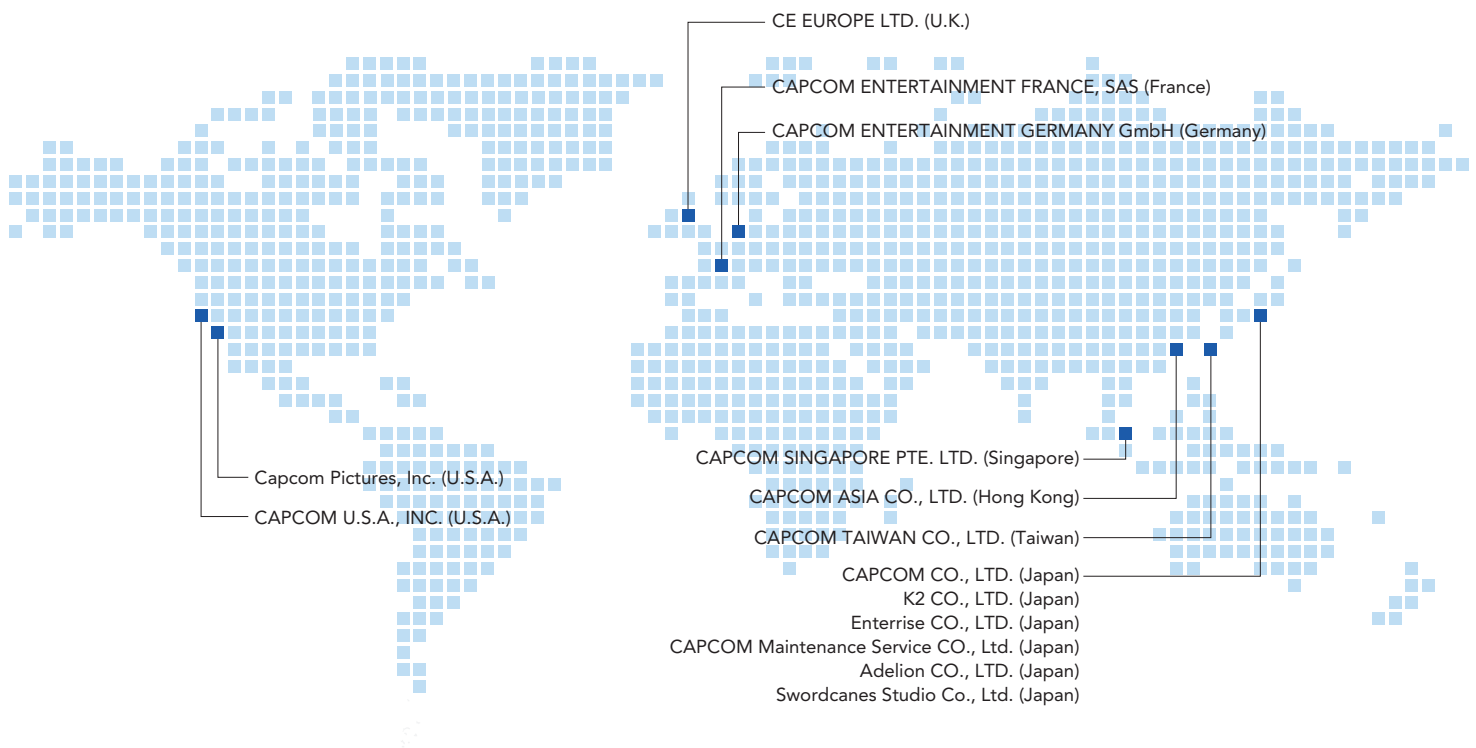 CE EUROPE LTD. (U.K.)
CAPCOM ENTERTAINMENT FRANCE, SAS (France)
CAPCOM ENTERTAINMENT GERMANY GmbH (Germany)
Capcom Pictures, Inc. (U.S.A.)
CAPCOM U.S.A., INC. (U.S.A.)
CAPCOM SINGAPORE PTE. LTD. (Singapore)
CAPCOM ASIA CO., LTD. (Hong Kong)
CAPCOM TAIWAN CO., LTD. (Taiwan)
CAPCOM CO., LTD. (Japan)
K2 CO., LTD. (Japan)
Enterrise CO., LTD. (Japan)
CAPCOM Maintenance Service CO., Ltd. (Japan)
Adelion CO., LTD. (Japan)
Swordcanes Studio Co., Ltd. (Japan)